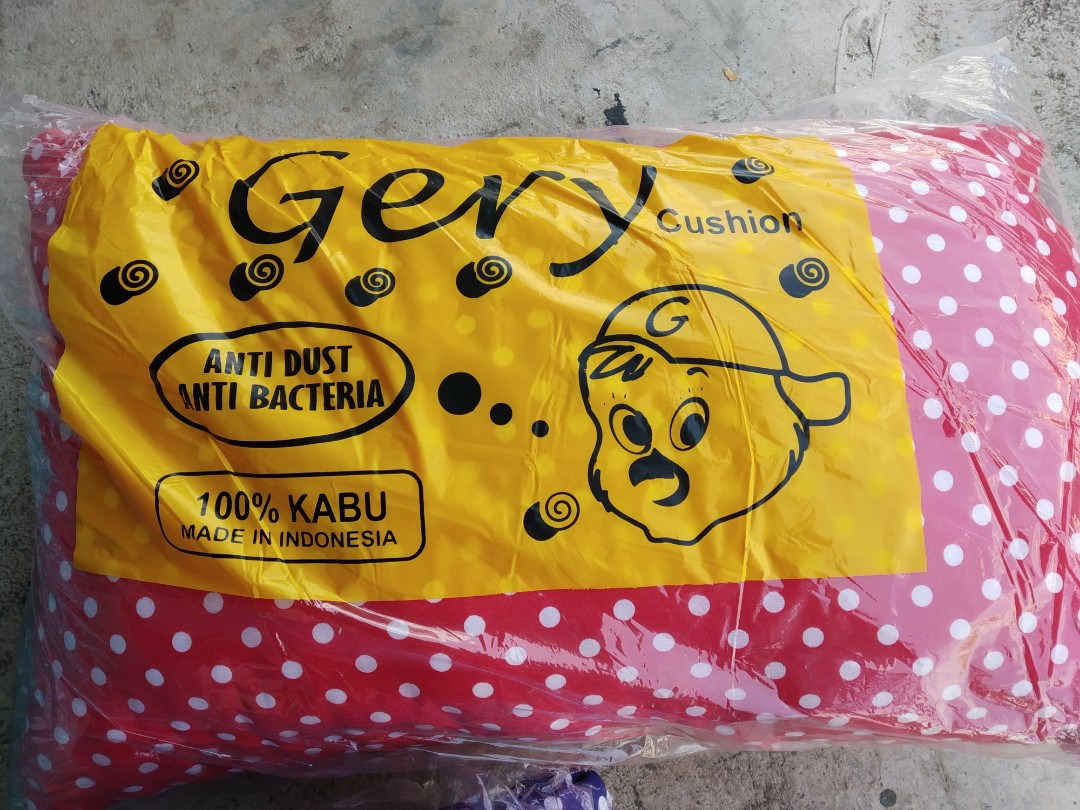 Gery
Cushion
ANTI DUST
ANTI BACTERIA
G
100% KABU
MADE IN INDONESIA